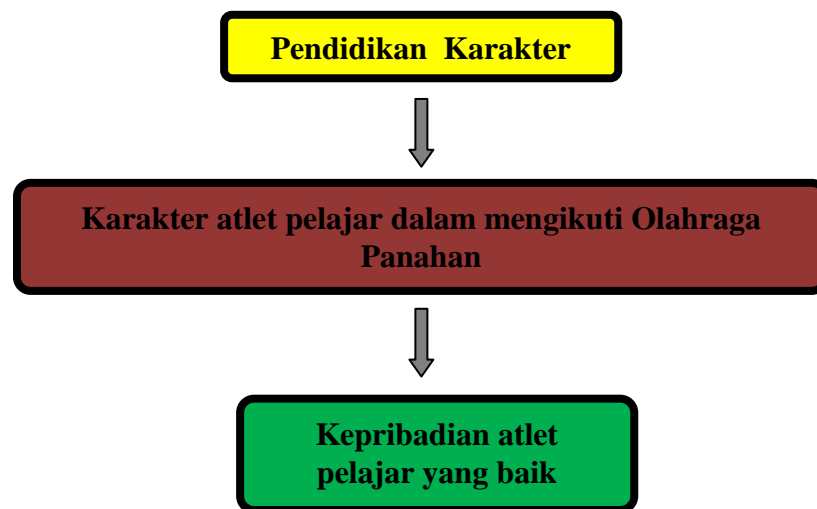 Pendidikan Karakter
Karakter atlet pelajar dalam mengikuti Olahraga
Panahan
Kepribadian atlet
pelajar yang baik